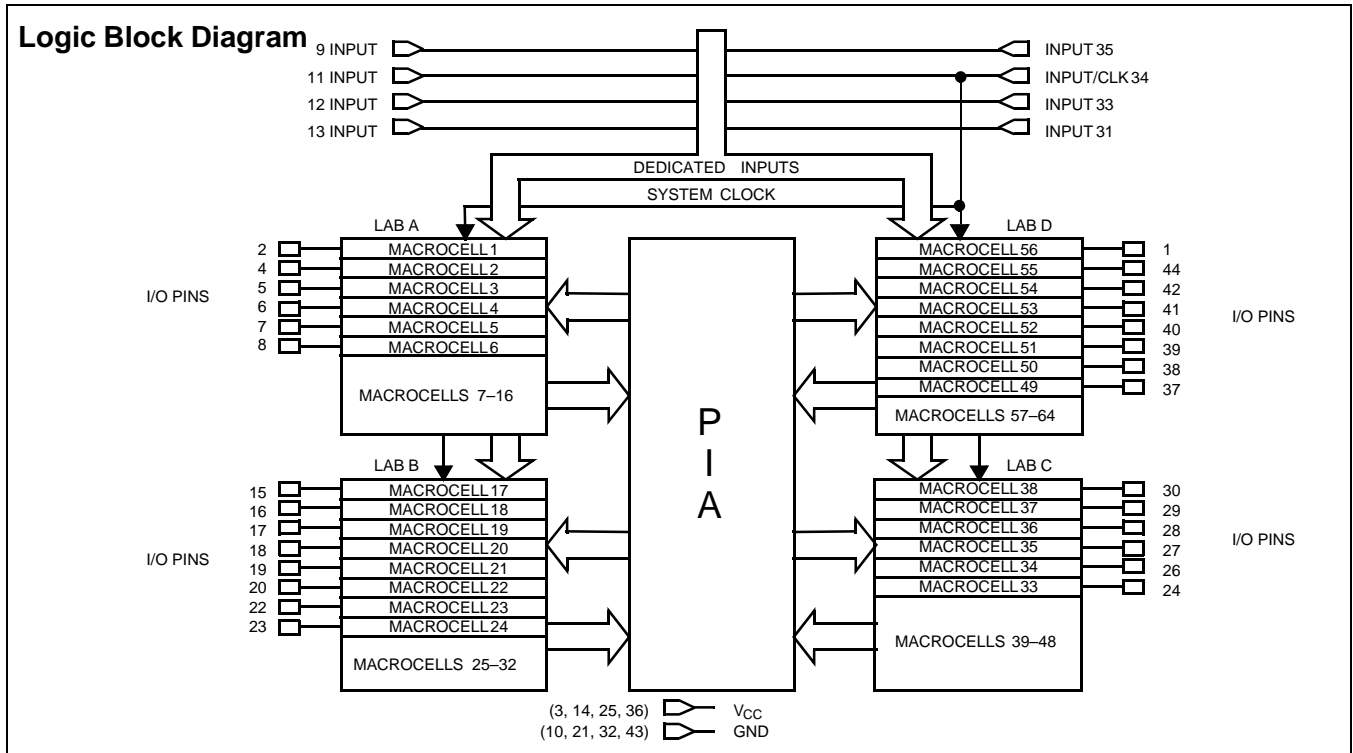 Logic Block Diagram
9 INPUT INPUT 35
11 INPUT INPUT/CLK 34
12 INPUT INPUT 33
13 INPUT INPUT 31
DEDICATED INPUTS
SYSTEM CLOCK
LAB A LAB D
2 MACROCELL 1 MACROCELL 56 1
4 MACROCELL 2 MACROCELL 55 44
5 MACROCELL 3 MACROCELL 54 42
I/O PINS I/O PINS
6 MACROCELL 4 MACROCELL 53 41
7 MACROCELL 5 MACROCELL 52 40
8 MACROCELL 6 MACROCELL 51 39
MACROCELL 50 38
MACROCELL 49 37
MACROCELLS 7–16 MACROCELLS 57–64
PIA
LAB B LAB C
15 MACROCELL 17 MACROCELL 38 30
16 MACROCELL 18 MACROCELL 37 29
17 MACROCELL 19 MACROCELL 36 28
18 MACROCELL 20 MACROCELL 35 27
I/O PINS I/O PINS
19 MACROCELL 21 MACROCELL 34 26
20 MACROCELL 22 MACROCELL 33 24
22 MACROCELL 23
23 MACROCELL 24
MACROCELLS 25–32 MACROCELLS 39–48
(3, 14, 25, 36) VCC
(10, 21, 32, 43) GND